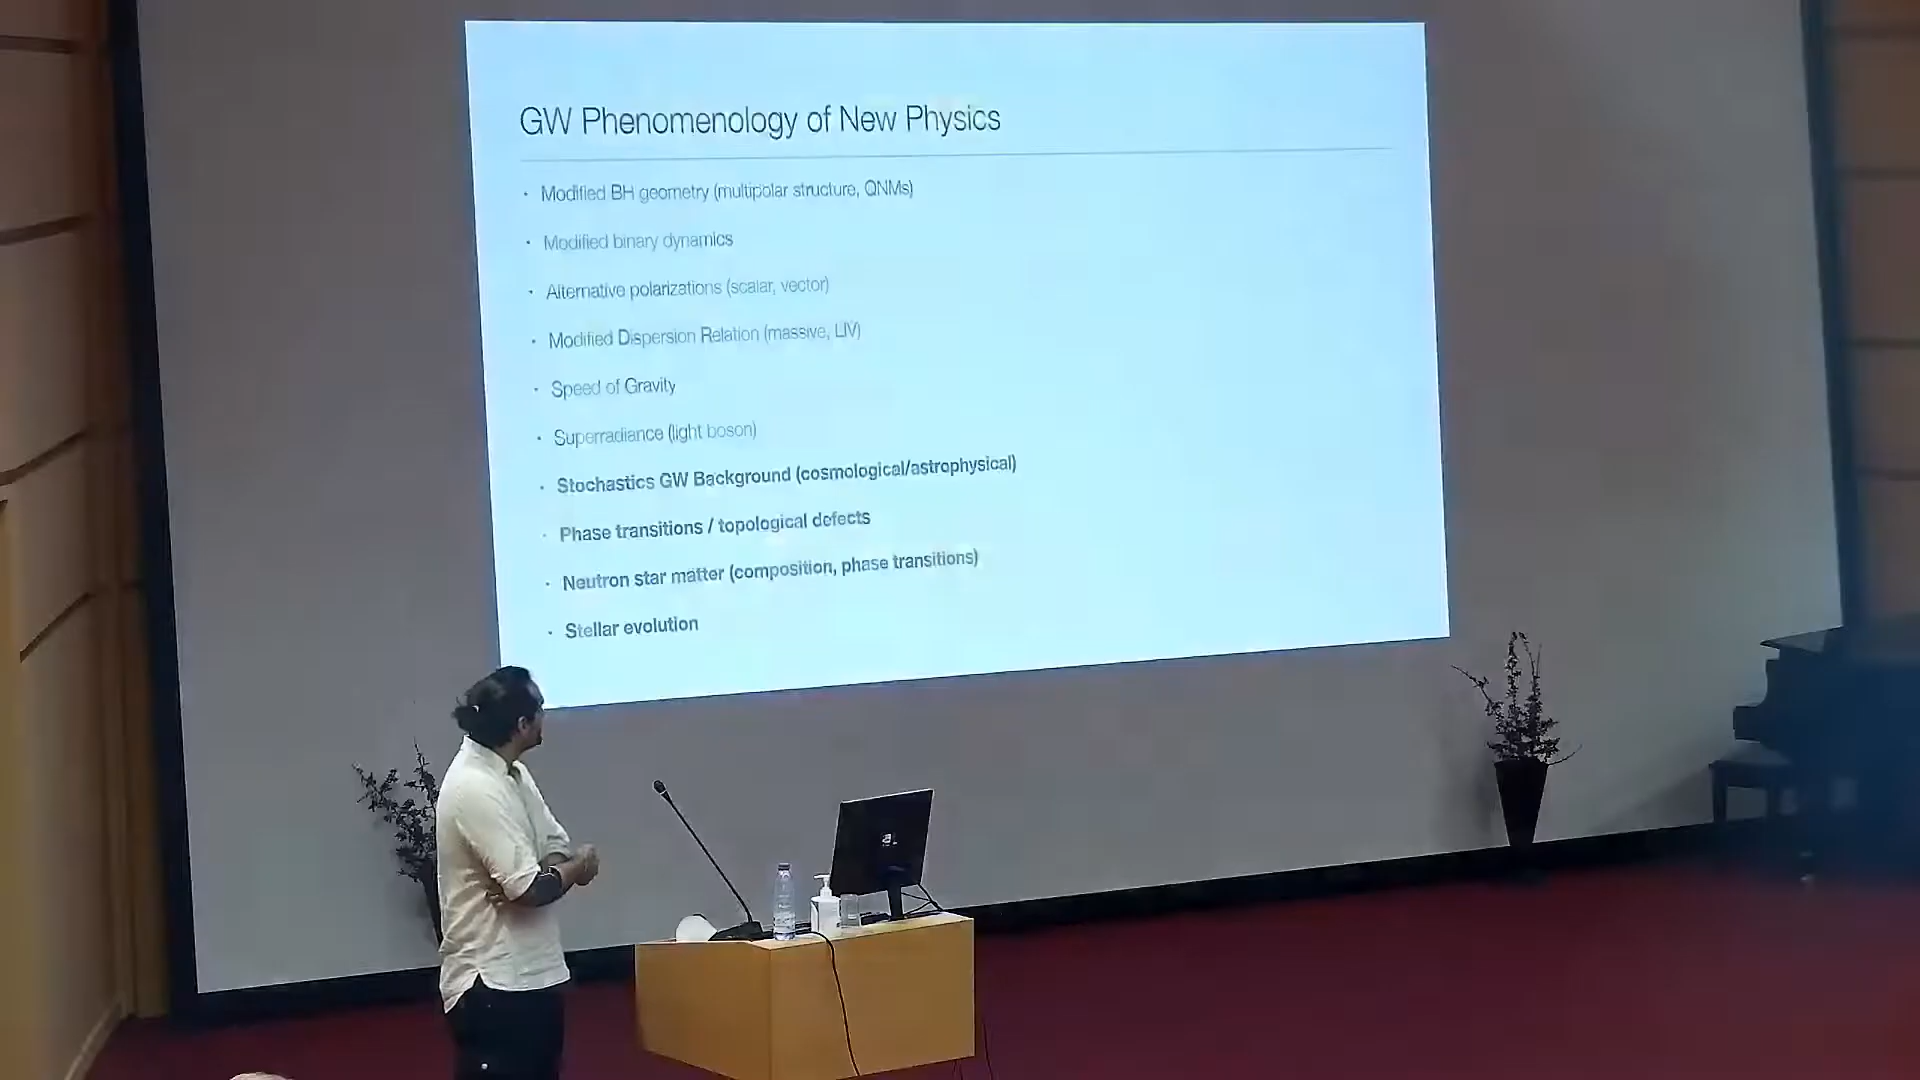 GW Phenomenology of New Physics
· Modified BH geometry (multipolar structure, QNMs)
· Modified binary dynamics
· Alternative polarizations (scalar, vector)
· Modified Dispersion Relation (massive, LIV)
· Speed of Gravity
· Superradiance (light boson)
· Stochastics GW Background (cosmological/astrophysical)
· Phase transitions / topological defects
· Neutron star matter (composition, phase transitions)
· Stellar evolution